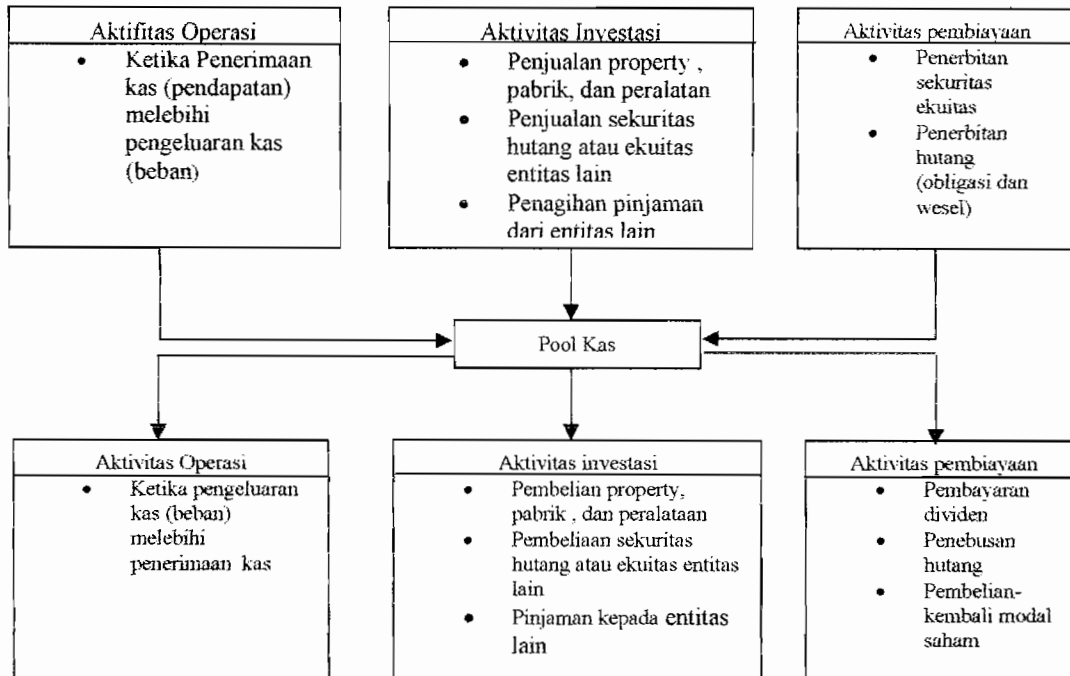 Aktifitas Operasi
• Ketika Penerimaan
kas (pendapatan)
melebihi
pengeluaran kas
(beban)
Aktivitas Investasi
• Penjualan property ,
pabrik, dan peralatan
• Penjualan sekuritas
hutang atau ekuitas
entitas lain
• Penagihan pinjaman
dari entitas lain
Aktivitas pembiayaan
• Penerbitan
sekuritas
ekuitas
• Penerbitan
hutang
(obligasi dan
wesel)
Pool Kas
Aktivitas Operasi
• Ketika pengeluaran
kas (beban)
melebihi
penerimaan kas
Aktivitas investasi
• Pembelian property,
pabrik , dan peralataan
• Pembeliaan sekuritas
hutang atau ekuitas entitas
lain
• Pinjaman kepada entitas
lain
Aktivitas pembiayaan
• Pembayaran
dividen
• Penebusan
hutang
• Pembelian-
kembali modal
saham